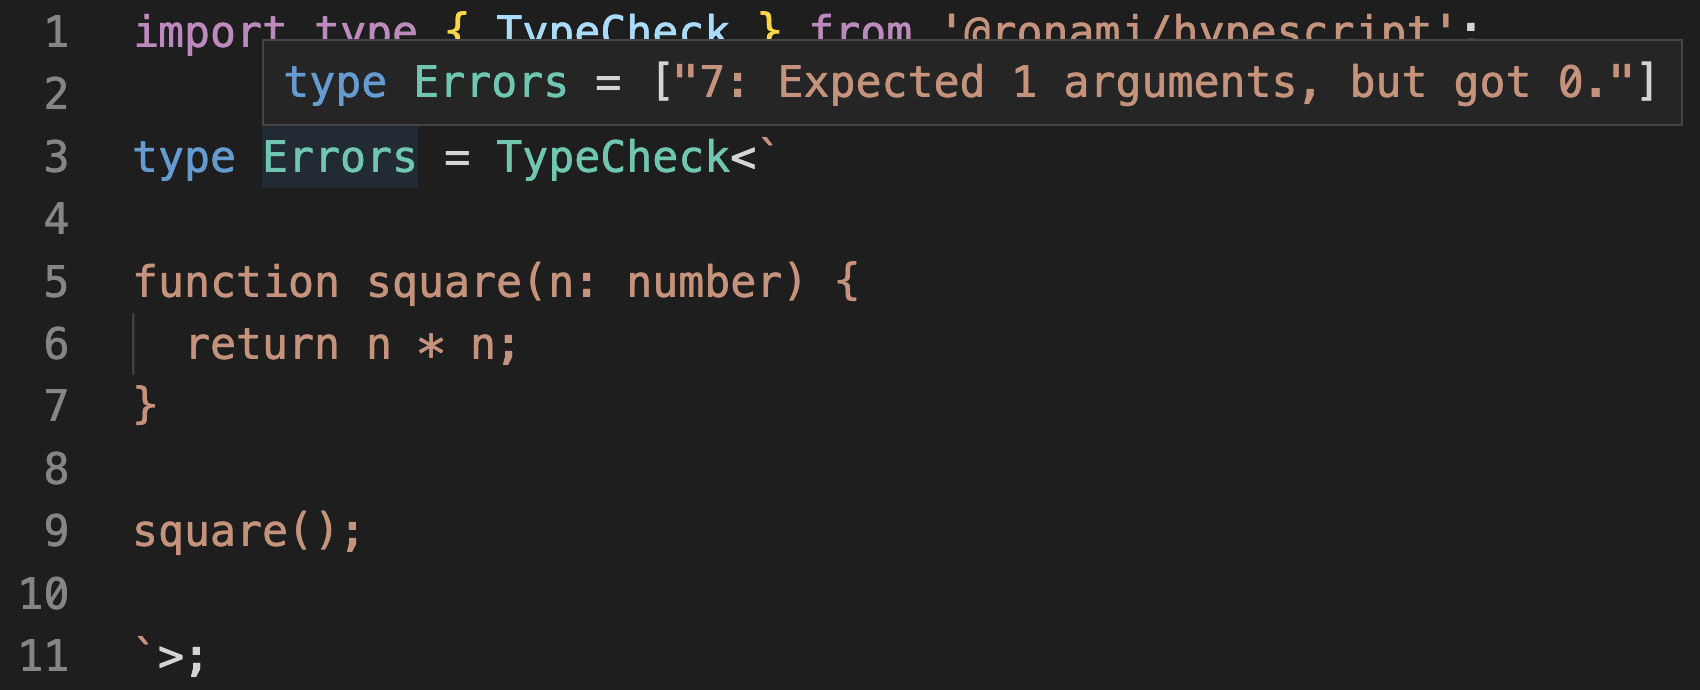 1 import type { TypeCheck } from '@ronami/hypescript';
type Errors = ["7: Expected 1 arguments, but got 0."]
2
3 type Errors = TypeCheck<`
4
5 function square(n: number) {
6 return n * n;
7 }
8
9 square();
10
11 `>;